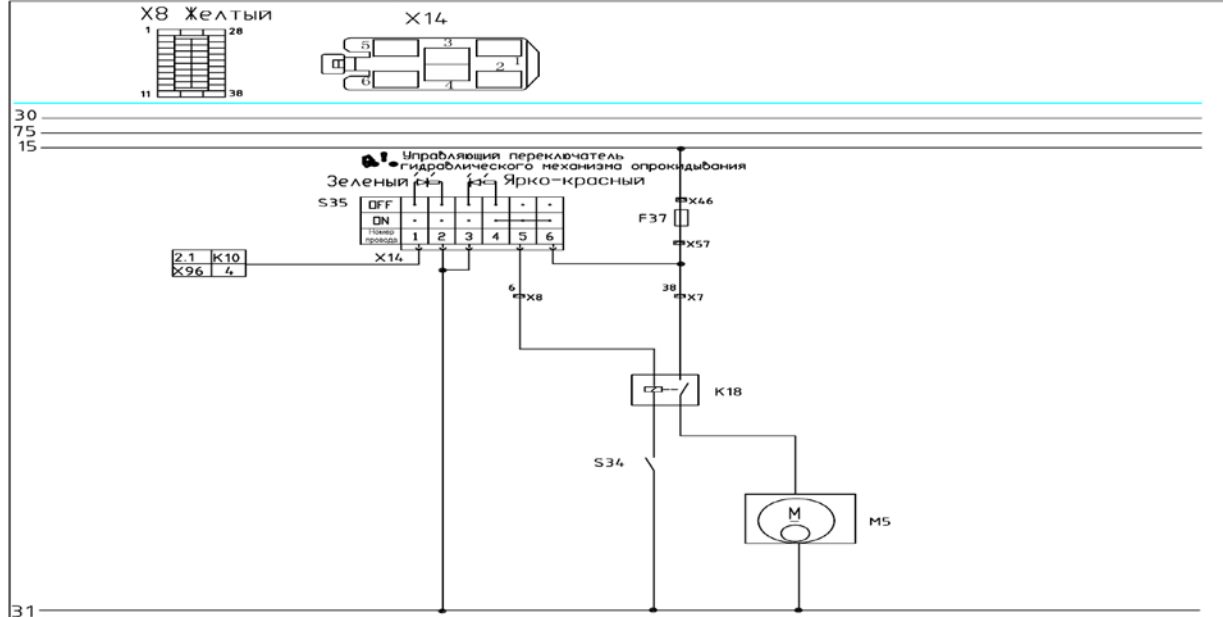 X8 Желтый
X14
1
28
11
38
5
3
1
2
6
4
30
75
15
Управляющий переключатель
гидравлического механизма опрокидывания
Зеленый
Ярко-красный
S35
OFF
ON
Номер
провода
1 2 3 4 5 6
X14
2.1 K10
X96 4
X46
F37
X57
6
X8
38
X7
K18
S34
M
M5
31